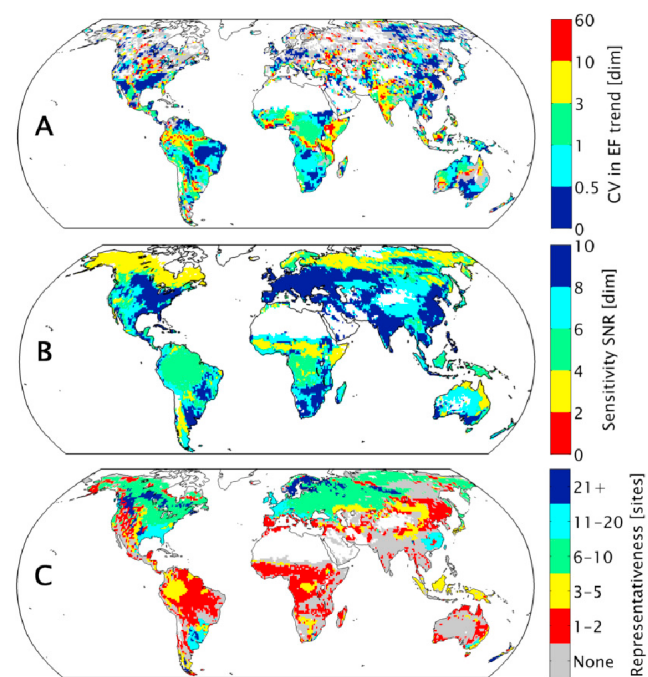 A
60
10
3
1
0.5
0
CV in EF trend [dim]
B
10
8
6
4
2
0
Sensitivity SNR [dim]
C
21+
11-20
6-10
3-5
1-2
None
Representativeness [sites]